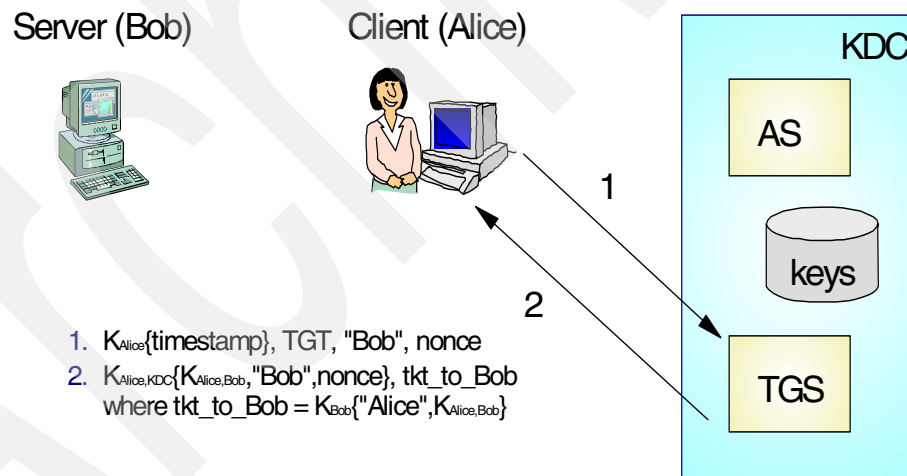 Server (Bob)
Client (Alice)
KDC
AS
1
keys
2
1. KAlice{timestamp}, TGT, "Bob", nonce
2. KAlice,KDC{KAlice,Bob,"Bob",nonce}, tkt_to_Bob
where tkt_to_Bob = KBob{"Alice",KAlice,Bob}
TGS